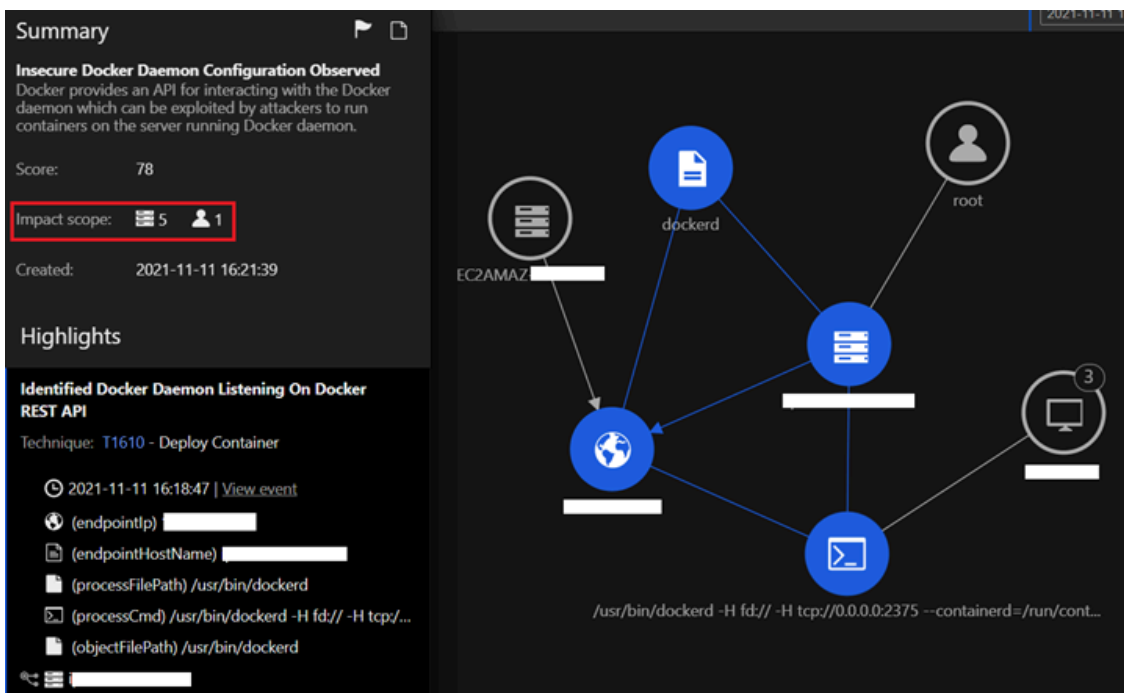 Summary
Insecure Docker Daemon Configuration Observed
Docker provides an API for interacting with the Docker
daemon which can be exploited by attackers to run
containers on the server running Docker daemon.
Score: 78
Impact scope: 5 1
Created: 2021-11-11 16:21:39
Highlights
Identified Docker Daemon Listening On Docker
REST API
Technique: T1610 - Deploy Container
2021-11-11 16:18:47 | View event
(endpointIp)
(endpointHostName)
(processFilePath) /usr/bin/dockerd
(processCmd) /usr/bin/dockerd -H fd:// -H tcp:/...
(objectFilePath) /usr/bin/dockerd
2021-11-11 1
root
dockerd
EC2AMAZ
3
/usr/bin/dockerd -H fd:// -H tcp://0.0.0.0:2375 --containerd=/run/cont...